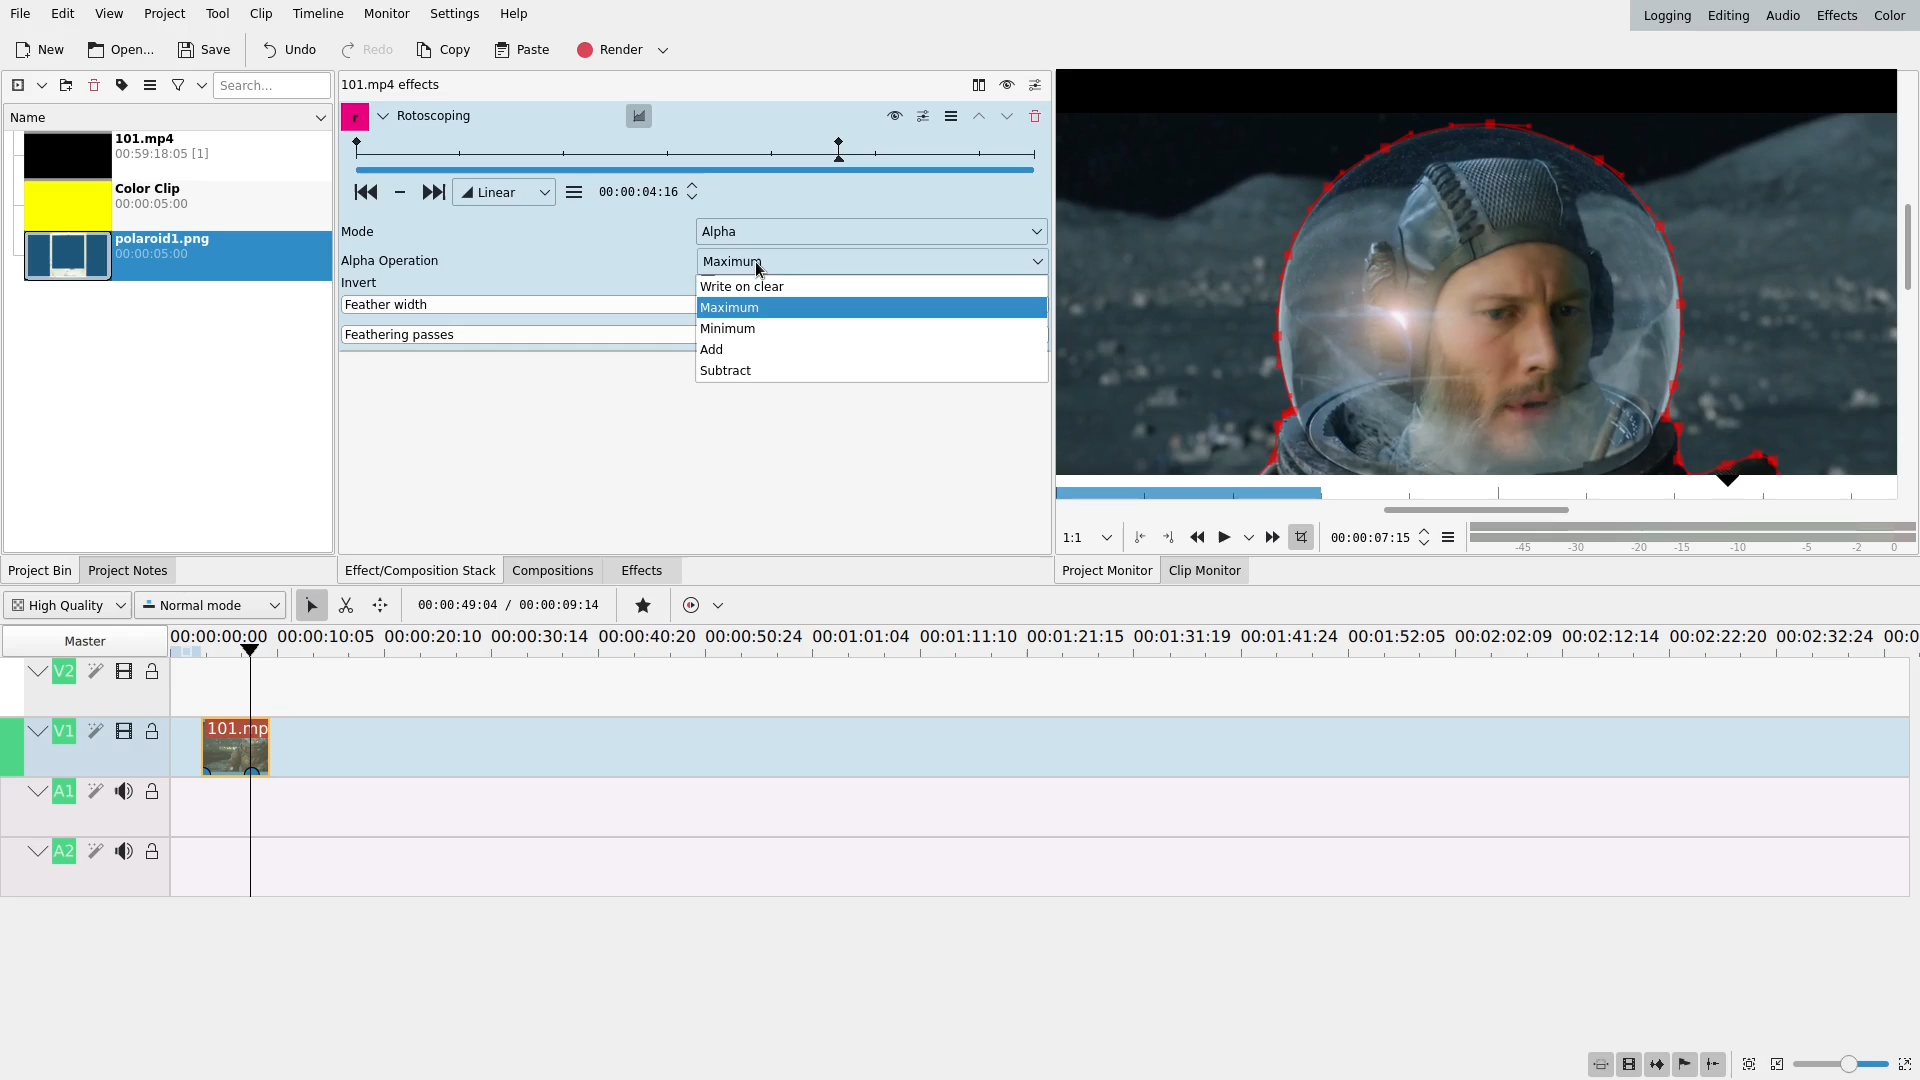 File Edit View Project Tool Clip Timeline Monitor Settings Help
Logging Editing Audio Effects Color
New Open... Save Undo Redo Copy Paste Render
Search...
Name
101.mp4
00:59:18:05 [1]
Color Clip
00:00:05:00
polaroid1.png
00:00:05:00
101.mp4 effects
r Rotoscoping
Linear 00:00:04:16
Mode Alpha
Alpha Operation Maximum
Invert
Feather width
Feathering passes
Write on clear
Maximum
Minimum
Add
Subtract
1:1 00:00:07:15
-45 -30 -20 -15 -10 -5 -2 0
Project Bin Project Notes
Effect/Composition Stack Compositions Effects
Project Monitor Clip Monitor
High Quality Normal mode 00:00:49:04 / 00:00:09:14
Master
00:00:00:00 00:00:10:05 00:00:20:10 00:00:30:14 00:00:40:20 00:00:50:24 00:01:01:04 00:01:11:10 00:01:21:15 00:01:31:19 00:01:41:24 00:01:52:05 00:02:02:09 00:02:12:14 00:02:22:20 00:02:32:24 00:0
V2
V1
101.mp
A1
A2